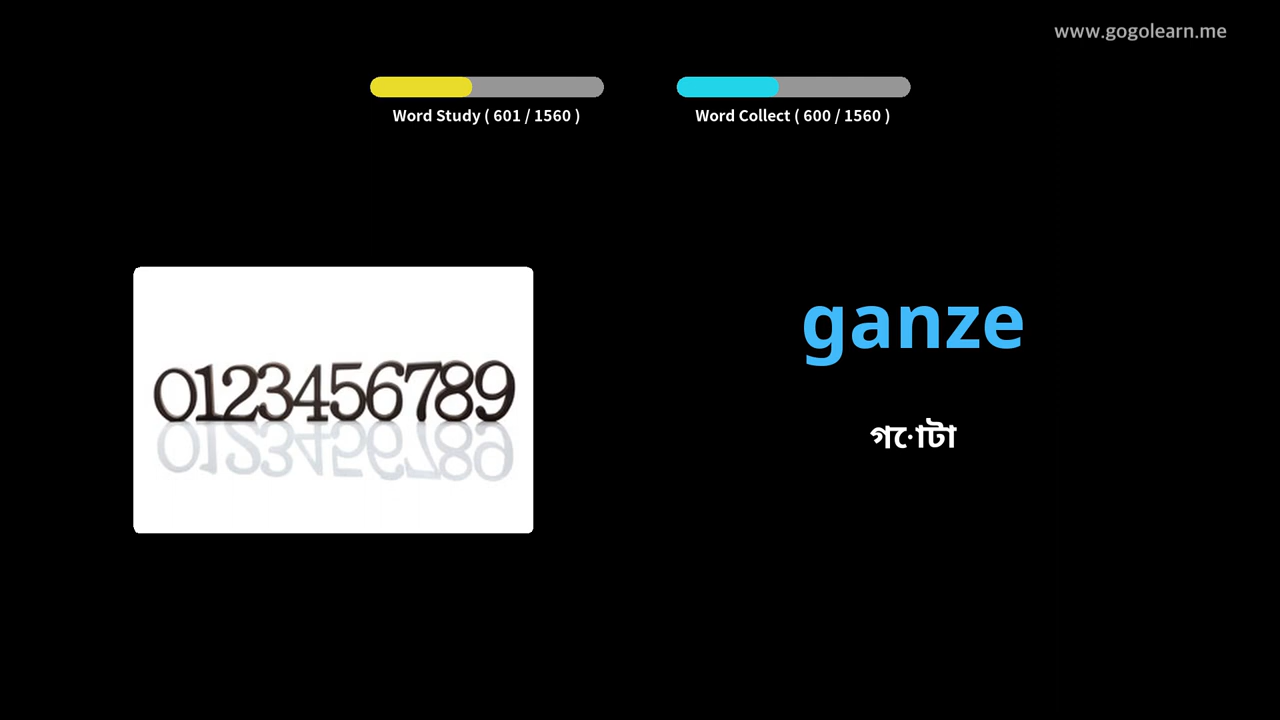 www.gogolearn.me
Word Study ( 601 / 1560 )
Word Collect ( 600 / 1560 )
0123456789
ganze
গোটা